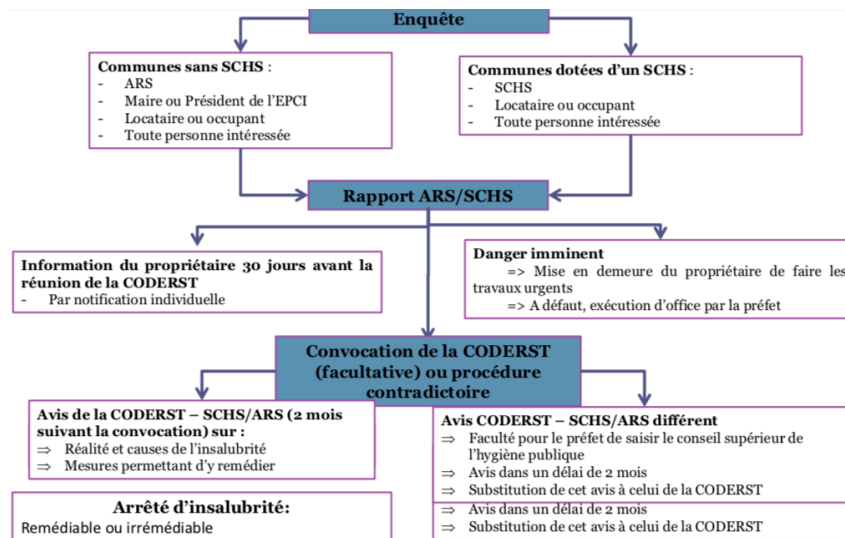 Enquête
Communes sans SCHS :
- ARS
- Maire ou Président de l'EPCI
- Locataire ou occupant
- Toute personne intéressée
Communes dotées d'un SCHS :
- SCHS
- Locataire ou occupant
- Toute personne intéressée
Rapport ARS/SCHS
Information du propriétaire 30 jours avant la
réunion de la CODERST
- Par notification individuelle
Danger imminent
=> Mise en demeure du propriétaire de faire les
travaux urgents
=> A défaut, exécution d'office par la préfet
Convocation de la CODERST
(facultative) ou procédure
contradictoire
Avis de la CODERST – SCHS/ARS (2 mois
suivant la convocation) sur :
⇒ Réalité et causes de l'insalubrité
⇒ Mesures permettant d'y remédier
Avis CODERST – SCHS/ARS différent
⇒ Faculté pour le préfet de saisir le conseil supérieur de
l'hygiène publique
⇒ Avis dans un délai de 2 mois
⇒ Substitution de cet avis à celui de la CODERST
⇒ Avis dans un délai de 2 mois
⇒ Substitution de cet avis à celui de la CODERST
Arrêté d'insalubrité:
Remédiable ou irrémédiable